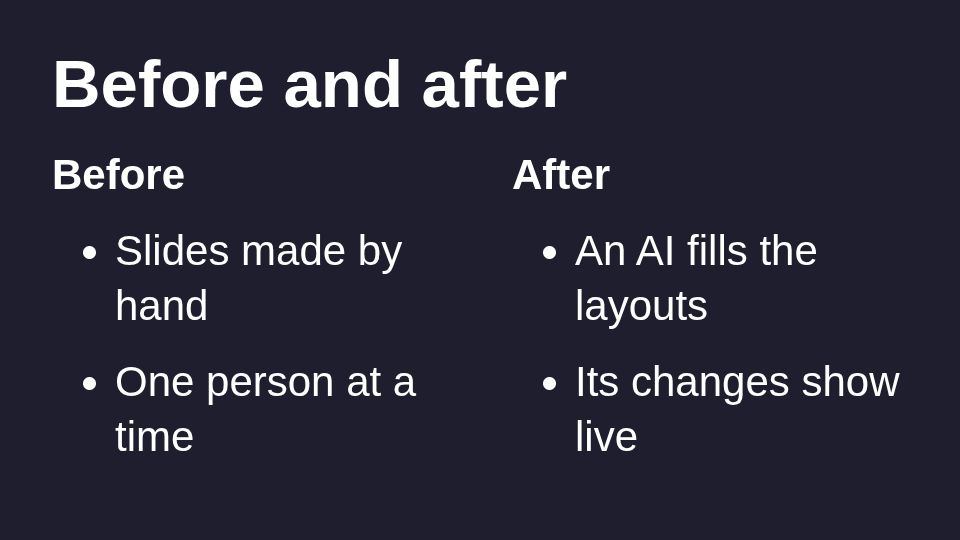 Before and after
Before
• Slides made by
hand
• One person at a
time
After
• An AI fills the
layouts
• Its changes show
live